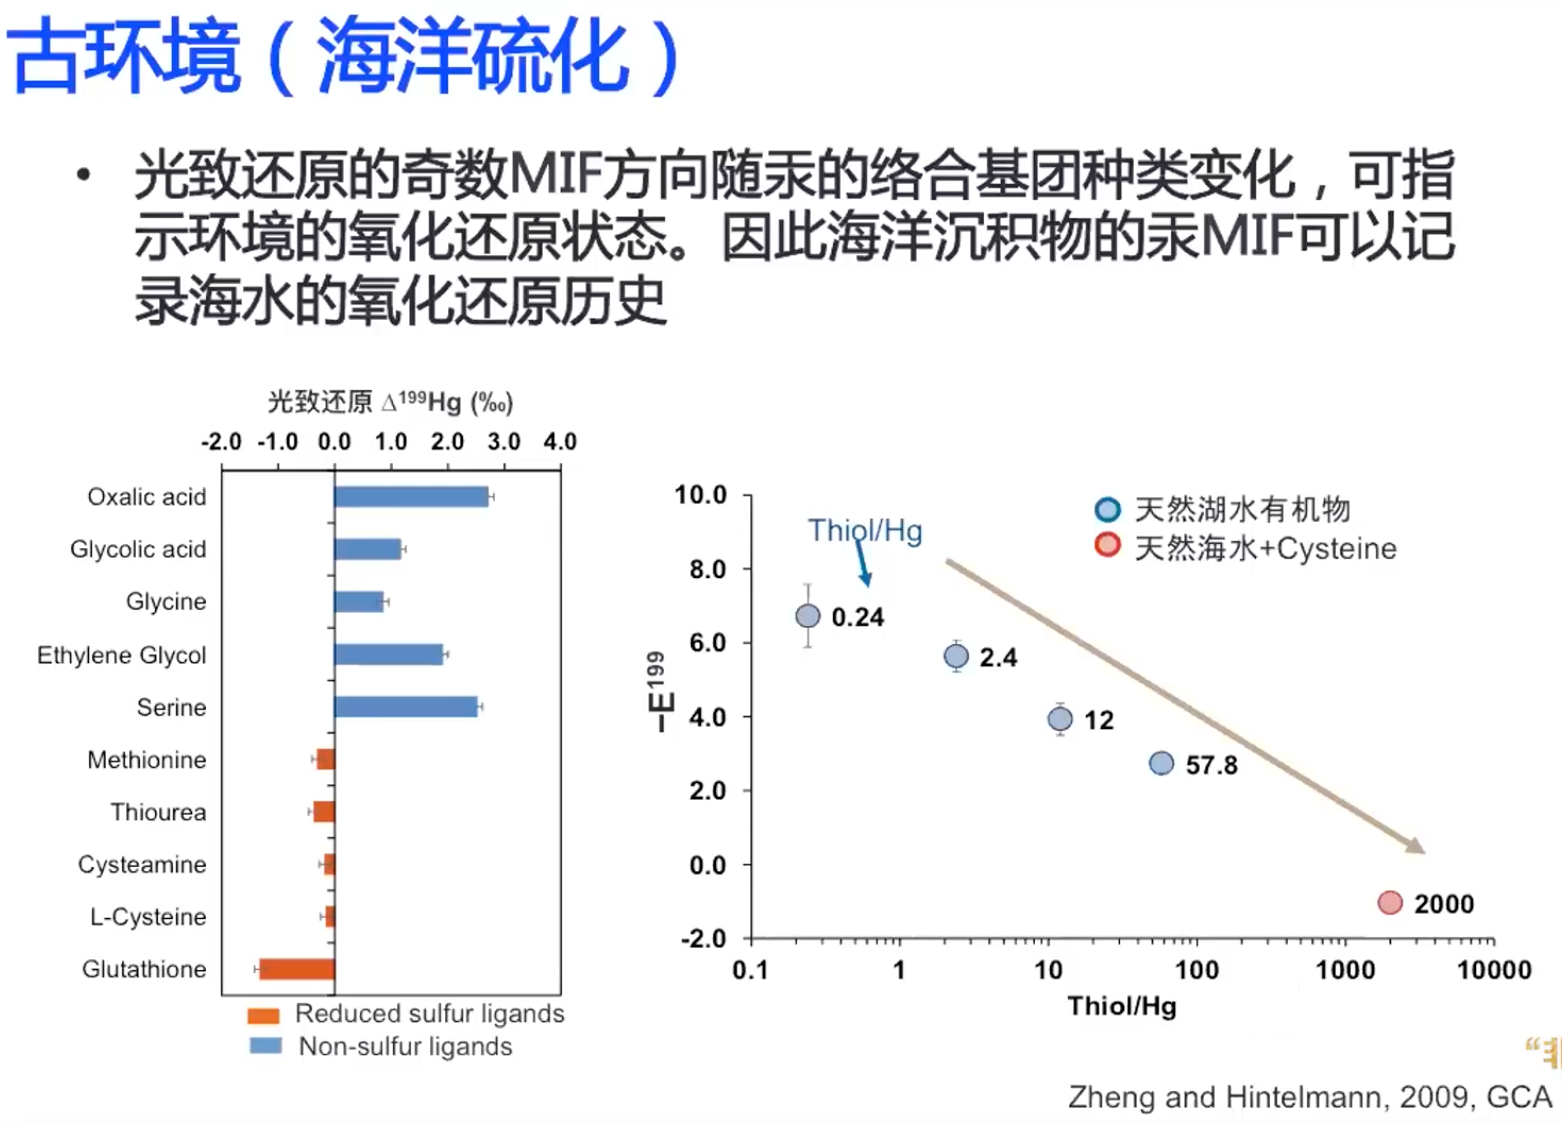 古环境（海洋硫化）
• 光致还原的奇数MIF方向随汞的络合基团种类变化，可指
示环境的氧化还原状态。因此海洋沉积物的汞MIF可以记
录海水的氧化还原历史
光致还原 Δ¹⁹⁹Hg (‰)
-2.0 -1.0 0.0 1.0 2.0 3.0 4.0
Oxalic acid
Glycolic acid
Glycine
Ethylene Glycol
Serine
Methionine
Thiourea
Cysteamine
L-Cysteine
Glutathione
Reduced sulfur ligands
Non-sulfur ligands
天然湖水有机物
天然海水+Cysteine
Thiol/Hg
10.0
8.0
6.0
4.0
2.0
0.0
-2.0
–E¹⁹⁹
0.24
2.4
12
57.8
2000
0.1 1 10 100 1000 10000
Thiol/Hg
Zheng and Hintelmann, 2009, GCA